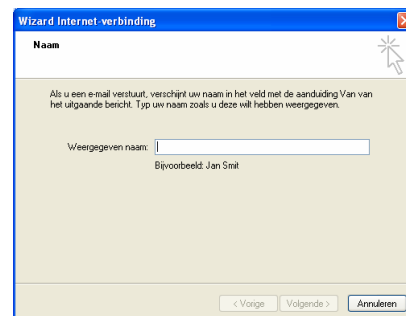 Wizard Internet-verbinding
Naam
Als u een e-mail verstuurt, verschijnt uw naam in het veld met de aanduiding Van van
het uitgaande bericht. Typ uw naam zoals u deze wilt hebben weergegeven.
Weergegeven naam:
Bijvoorbeeld: Jan Smit
< Vorige Volgende > Annuleren